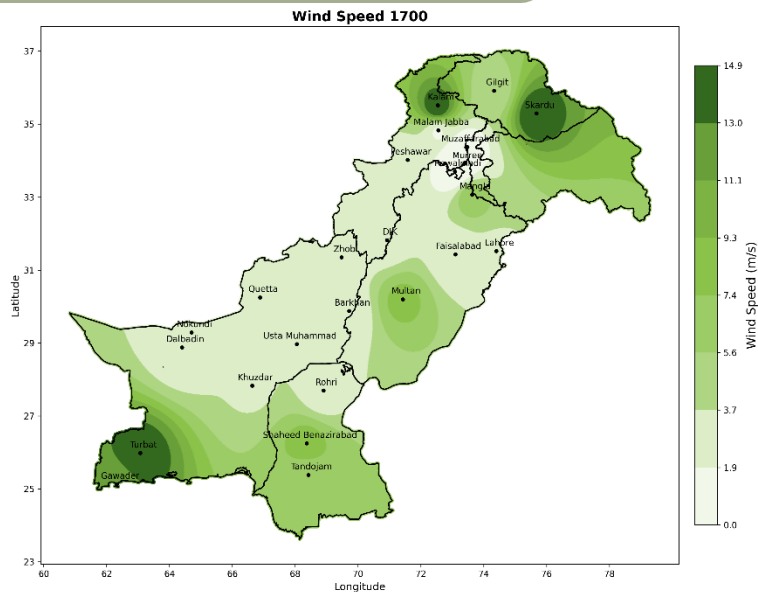 Wind Speed 1700
37
35
33
31
29
27
25
23
Latitude
60
62
64
66
68
70
72
74
76
78
Longitude
Gilgit
Kalam
Skardu
Malam Jabba
Muzaffarabad
Peshawar
Murree
Rawalpindi
Mangla
DIK
Zhob
Faisalabad
Lahore
Quetta
Multan
Barkhan
Nokundi
Dalbadin
Usta Muhammad
Khuzdar
Rohri
Shaheed Benazirabad
Turbat
Tandojam
Gawader
14.9
13.0
11.1
9.3
7.4
5.6
3.7
1.9
0.0
Wind Speed (m/s)